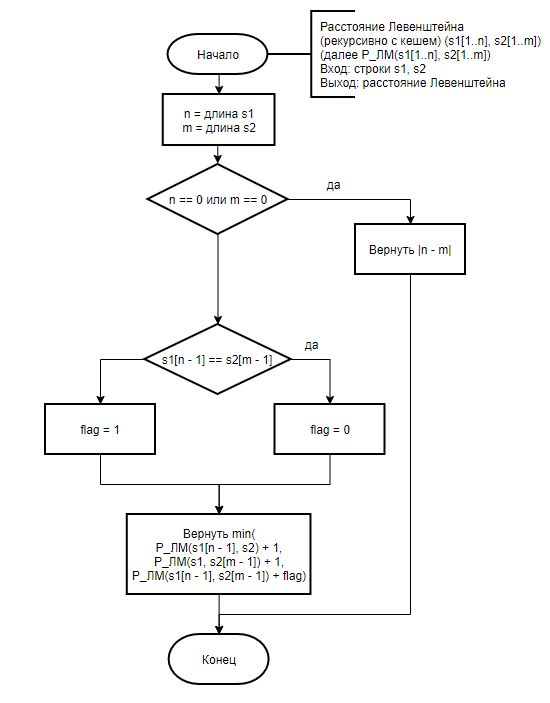 Начало
Расстояние Левенштейна
(рекурсивно с кешем) (s1[1..n], s2[1..m])
(далее Р_ЛМ(s1[1..n], s2[1..m])
Вход: строки s1, s2
Выход: расстояние Левенштейна
n = длина s1
m = длина s2
n == 0 или m == 0
да
Вернуть |n - m|
s1[n - 1] == s2[m - 1]
да
flag = 1
flag = 0
Вернуть min(
Р_ЛМ(s1[n - 1], s2) + 1,
Р_ЛМ(s1, s2[m - 1]) + 1,
Р_ЛМ(s1[n - 1], s2[m - 1]) + flag)
Конец